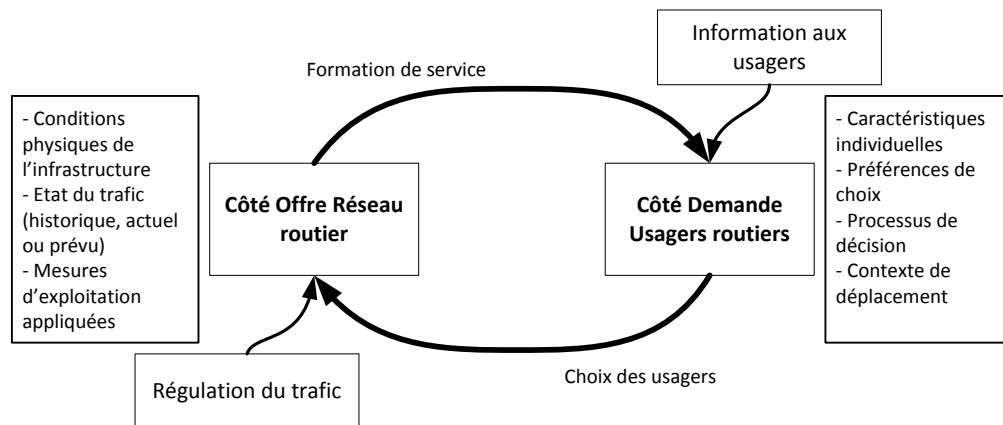 Information aux
usagers
Formation de service
- Conditions
physiques de
l’infrastructure
- Etat du trafic
(historique, actuel
ou prévu)
- Mesures
d’exploitation
appliquées
Côté Offre Réseau
routier
Côté Demande
Usagers routiers
- Caractéristiques
individuelles
- Préférences de
choix
- Processus de
décision
- Contexte de
déplacement
Régulation du trafic
Choix des usagers